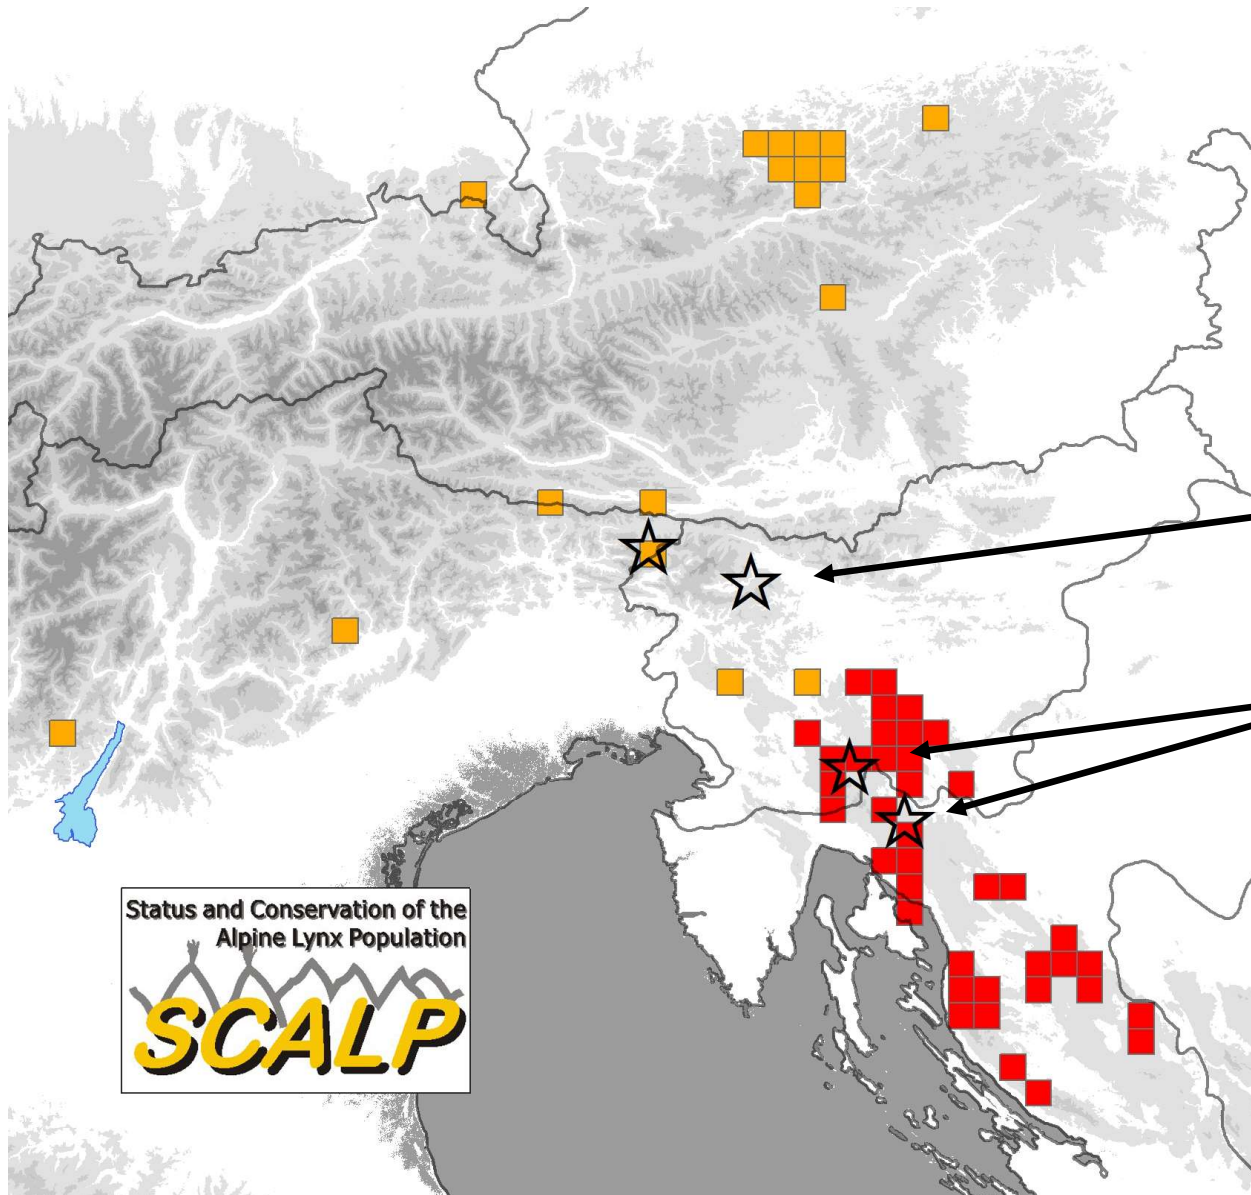 Status and Conservation of the
Alpine Lynx Population
SCALP